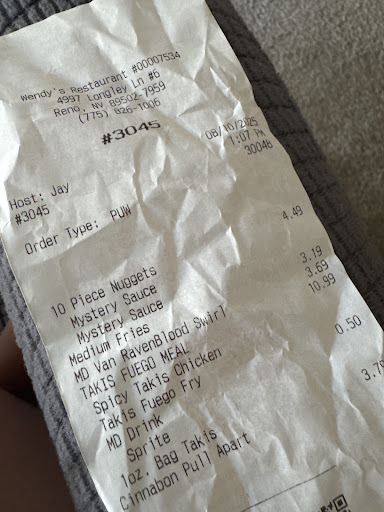 Wendy's Restaurant #00007534
4997 Longley Ln #6
Reno, NV 89502-7959
(775) 826-1006
#3045
08/10/2025
Host: Jay 1:07 PM
#3045 30048
Order Type: PUW
10 Piece Nuggets 4.49
Mystery Sauce
Mystery Sauce
Medium Fries 3.19
MD Van RavenBlood Swirl 3.69
TAKIS FUEGO MEAL 10.99
Spicy Takis Chicken
Takis Fuego Fry
MD Drink 0.50
Sprite
1oz. Bag Takis
Cinnabon Pull Apart 3.79